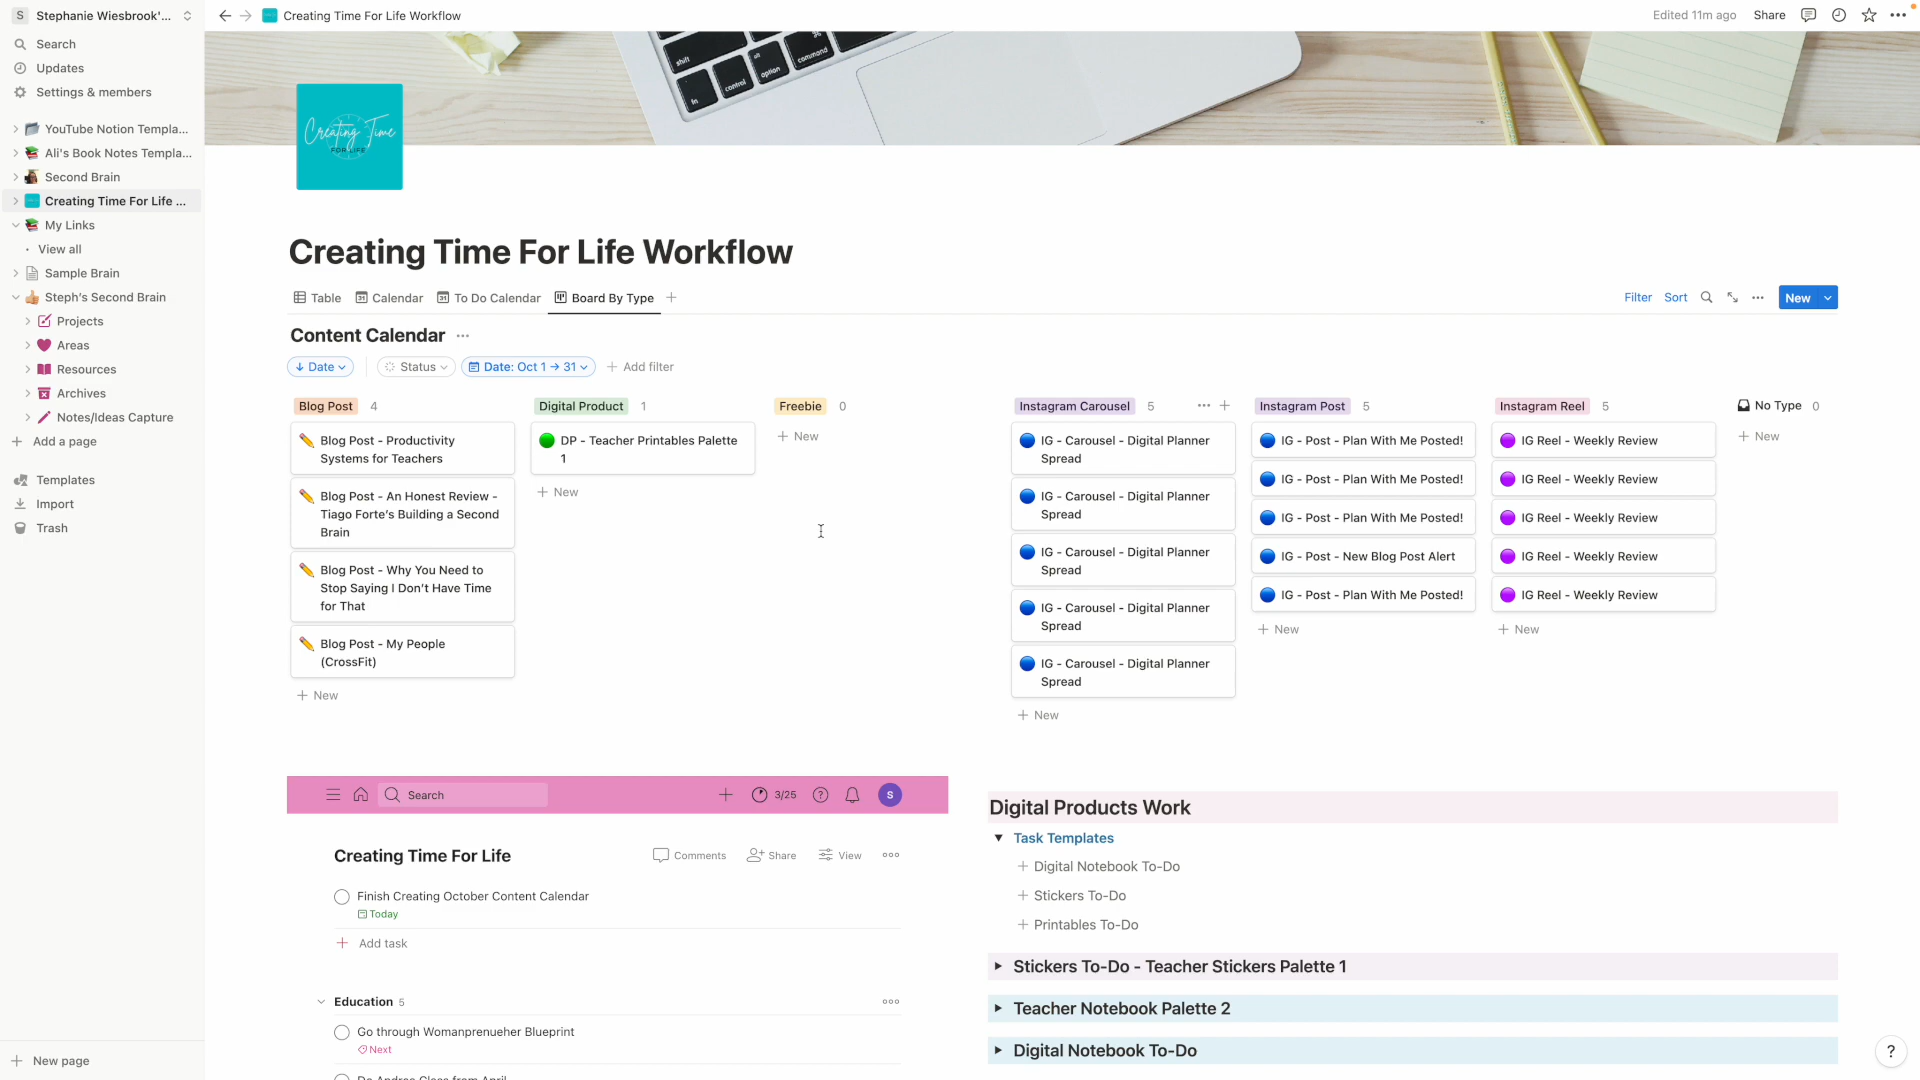 S Stephanie Wiesbrook'...
Search
Updates
Settings & members
YouTube Notion Templa...
Ali's Book Notes Templa...
Second Brain
Creating Time For Life ...
My Links
View all
Sample Brain
Steph's Second Brain
Projects
Areas
Resources
Archives
Notes/Ideas Capture
Add a page
Templates
Import
Trash
New page
Creating Time For Life Workflow
Edited 11m ago
Share
shift
fn
control
alt
option
⌘
command
Creating Time
FOR LIFE
Creating Time For Life Workflow
Table
Calendar
To Do Calendar
Board By Type
Filter
Sort
New
Content Calendar
Date
Status
Date: Oct 1 → 31
Add filter
Blog Post 4
Blog Post - Productivity
Systems for Teachers
Blog Post - An Honest Review -
Tiago Forte's Building a Second
Brain
Blog Post - Why You Need to
Stop Saying I Don't Have Time
for That
Blog Post - My People
(CrossFit)
New
Digital Product 1
DP - Teacher Printables Palette
1
New
Freebie 0
New
Instagram Carousel 5
IG - Carousel - Digital Planner
Spread
IG - Carousel - Digital Planner
Spread
IG - Carousel - Digital Planner
Spread
IG - Carousel - Digital Planner
Spread
IG - Carousel - Digital Planner
Spread
New
Instagram Post 5
IG - Post - Plan With Me Posted!
IG - Post - Plan With Me Posted!
IG - Post - Plan With Me Posted!
IG - Post - New Blog Post Alert
IG - Post - Plan With Me Posted!
New
Instagram Reel 5
IG Reel - Weekly Review
IG Reel - Weekly Review
IG Reel - Weekly Review
IG Reel - Weekly Review
IG Reel - Weekly Review
New
No Type 0
New
Search
3/25
?
S
Creating Time For Life
Comments
Share
View
Finish Creating October Content Calendar
Today
Add task
Education 5
Go through Womanprenueher Blueprint
Next
Digital Products Work
Task Templates
Digital Notebook To-Do
Stickers To-Do
Printables To-Do
Stickers To-Do - Teacher Stickers Palette 1
Teacher Notebook Palette 2
Digital Notebook To-Do
?